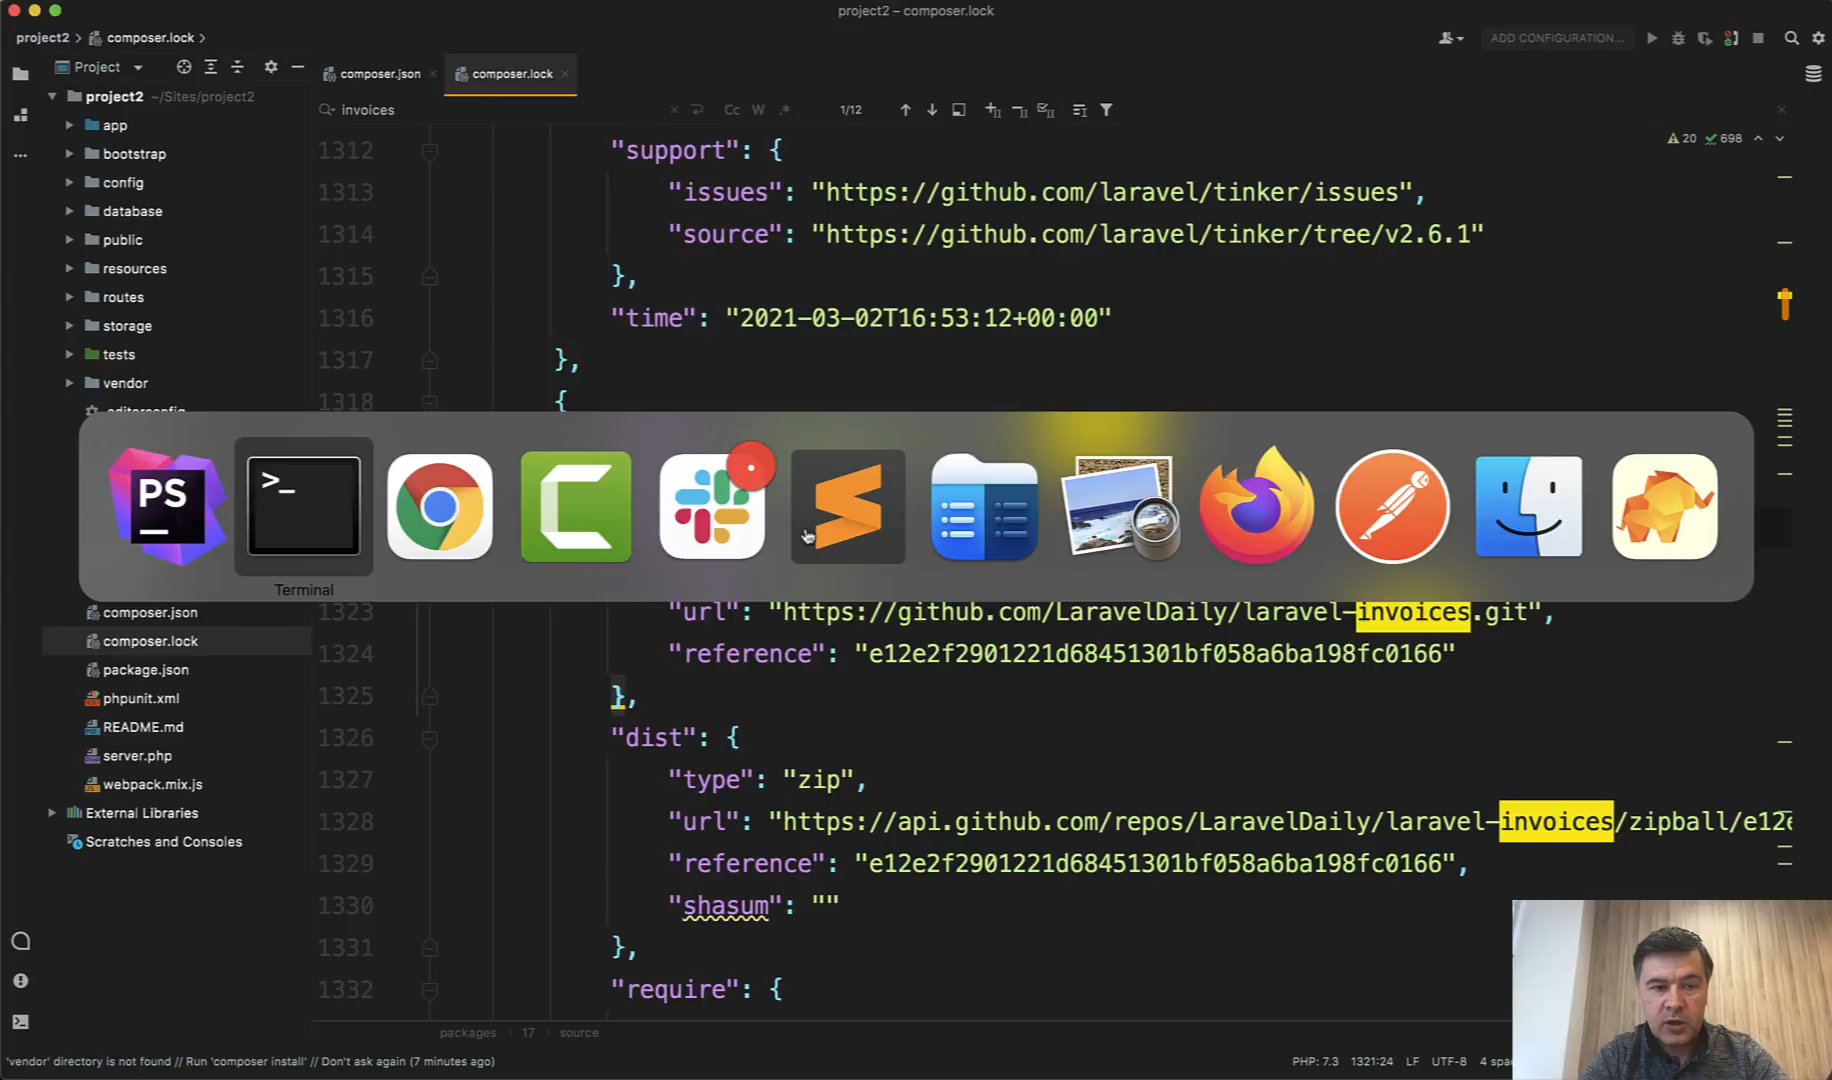 project2 – composer.lock
project2 › composer.lock ›
ADD CONFIGURATION...
Project
composer.json
composer.lock
project2 ~/Sites/project2
invoices
Cc W .*
1/12
20 698
app
bootstrap
config
database
public
resources
routes
storage
tests
vendor
.editorconfig
1312 "support": {
1313 "issues": "https://github.com/laravel/tinker/issues",
1314 "source": "https://github.com/laravel/tinker/tree/v2.6.1"
1315 },
1316 "time": "2021-03-02T16:53:12+00:00"
1317 },
1318 {
PS
>_
Terminal
composer.json
composer.lock
package.json
phpunit.xml
README.md
server.php
webpack.mix.js
External Libraries
Scratches and Consoles
1323 "url": "https://github.com/LaravelDaily/laravel-invoices.git",
1324 "reference": "e12e2f2901221d68451301bf058a6ba198fc0166"
1325 },
1326 "dist": {
1327 "type": "zip",
1328 "url": "https://api.github.com/repos/LaravelDaily/laravel-invoices/zipball/e12e
1329 "reference": "e12e2f2901221d68451301bf058a6ba198fc0166",
1330 "shasum": ""
1331 },
1332 "require": {
packages › 17 › source
'vendor' directory is not found // Run 'composer install' // Don't ask again (7 minutes ago)
PHP: 7.3 1321:24 LF UTF-8 4 spa